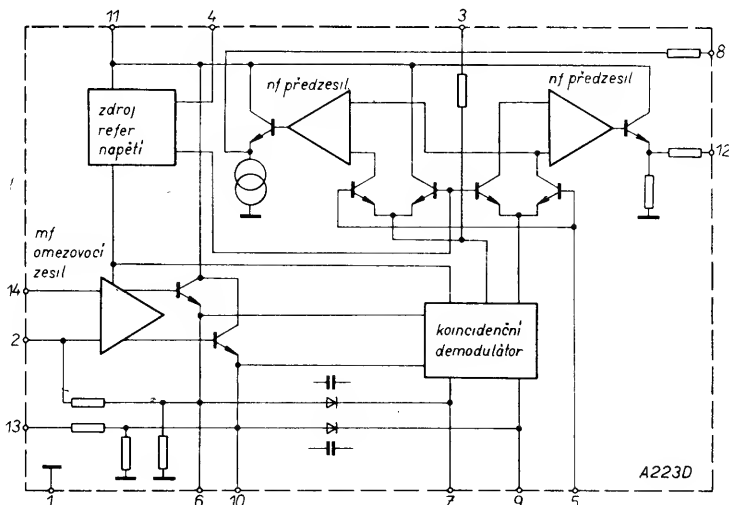 11
4
3
8
nf předzesil
nf předzesil
zdroj
refer
napětí
12
mf
omezovací
zesil
14
2
koincidenční
demodulátor
13
A223D
1
6
10
7
9
5